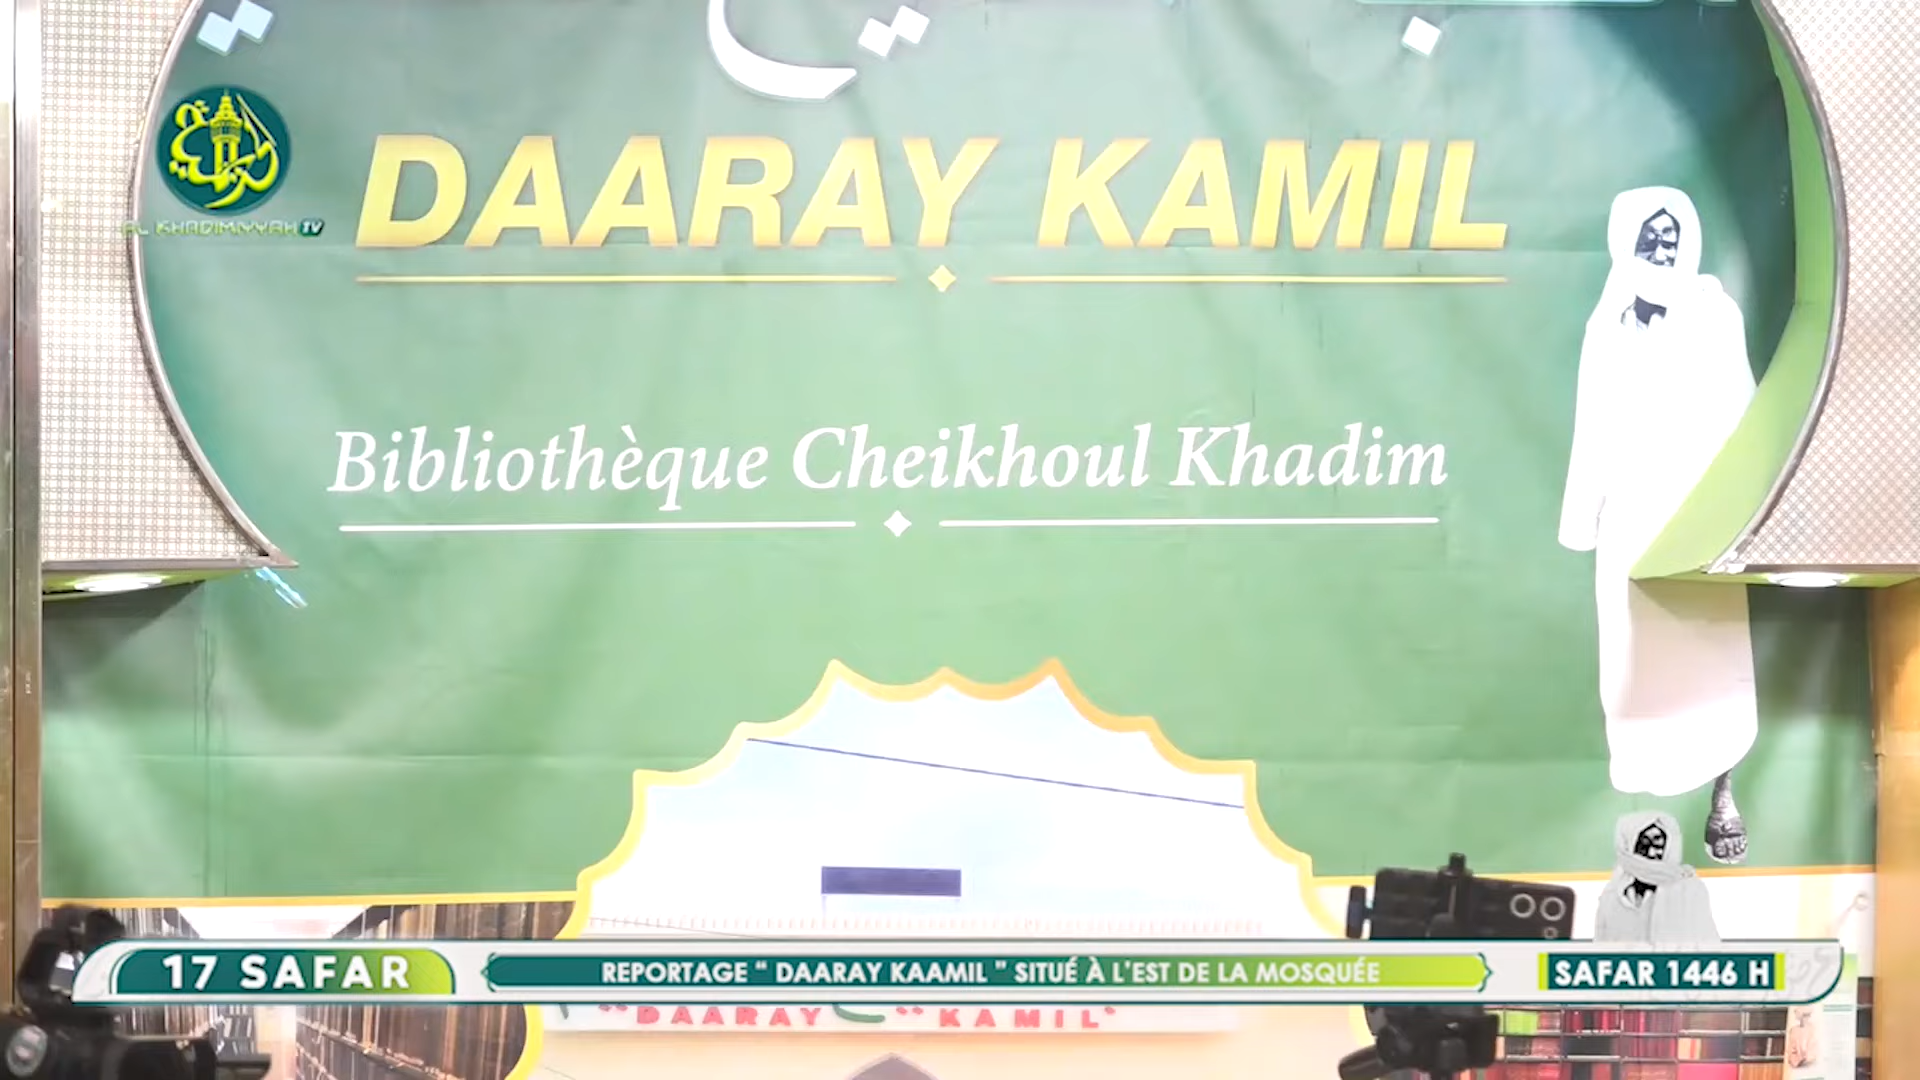 DAARAY KAMIL
AL KHADIMIYYAH TV
Bibliothèque Cheikhoul Khadim
17 SAFAR
REPORTAGE “ DAARAY KAAMIL ” SITUÉ À L’EST DE LA MOSQUÉE
SAFAR 1446 H
“DAARAY “KAMIL”